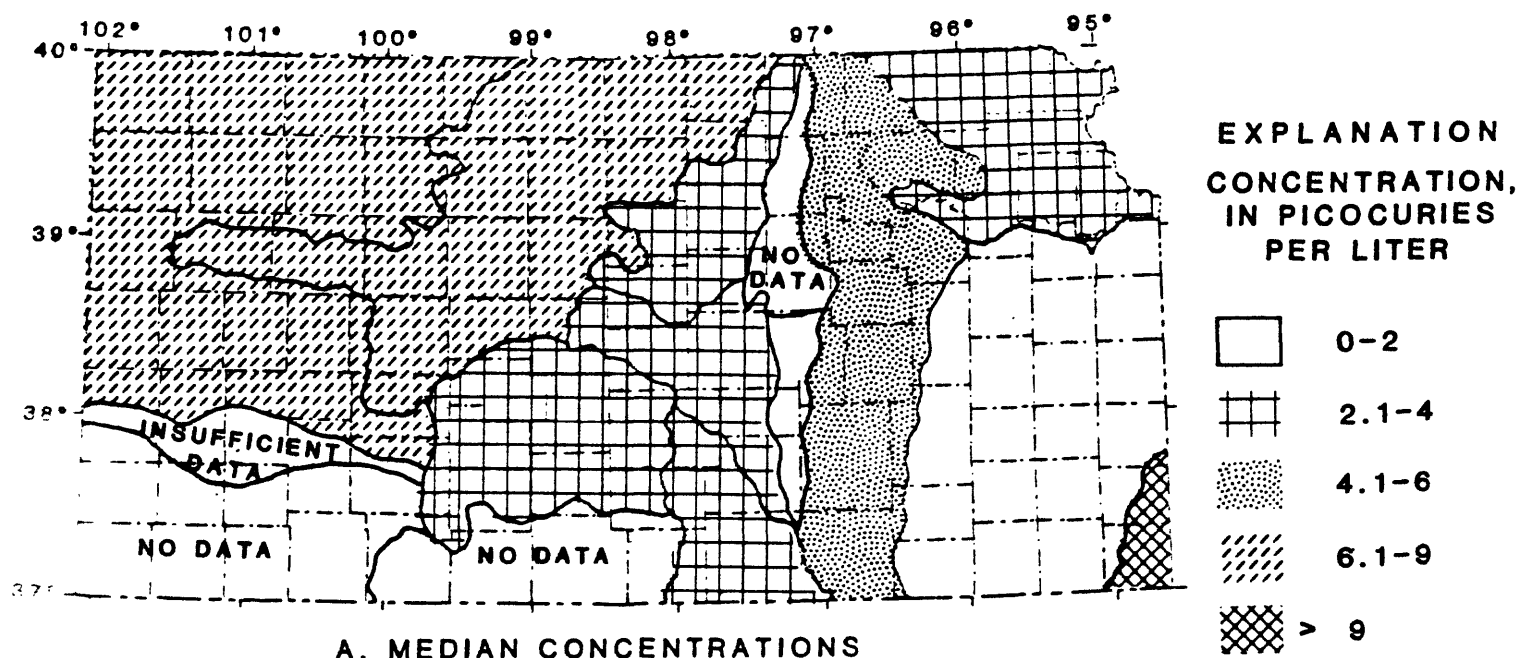 102° 101° 100° 99° 98° 97° 96° 95°
40°
39°
38°
37°
NO
DATA
INSUFFICIENT
DATA
NO DATA
NO DATA
A. MEDIAN CONCENTRATIONS
EXPLANATION
CONCENTRATION,
IN PICOCURIES
PER LITER
0-2
2.1-4
4.1-6
6.1-9
> 9